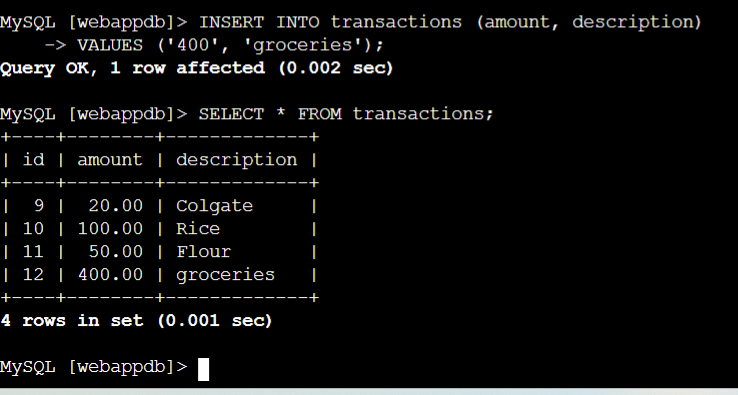 MySQL [webappdb]> INSERT INTO transactions (amount, description)
    -> VALUES ('400', 'groceries');
Query OK, 1 row affected (0.002 sec)

MySQL [webappdb]> SELECT * FROM transactions;
+----+--------+-------------+
| id | amount | description |
+----+--------+-------------+
|  9 |  20.00 | Colgate     |
| 10 | 100.00 | Rice        |
| 11 |  50.00 | Flour       |
| 12 | 400.00 | groceries   |
+----+--------+-------------+
4 rows in set (0.001 sec)

MySQL [webappdb]>